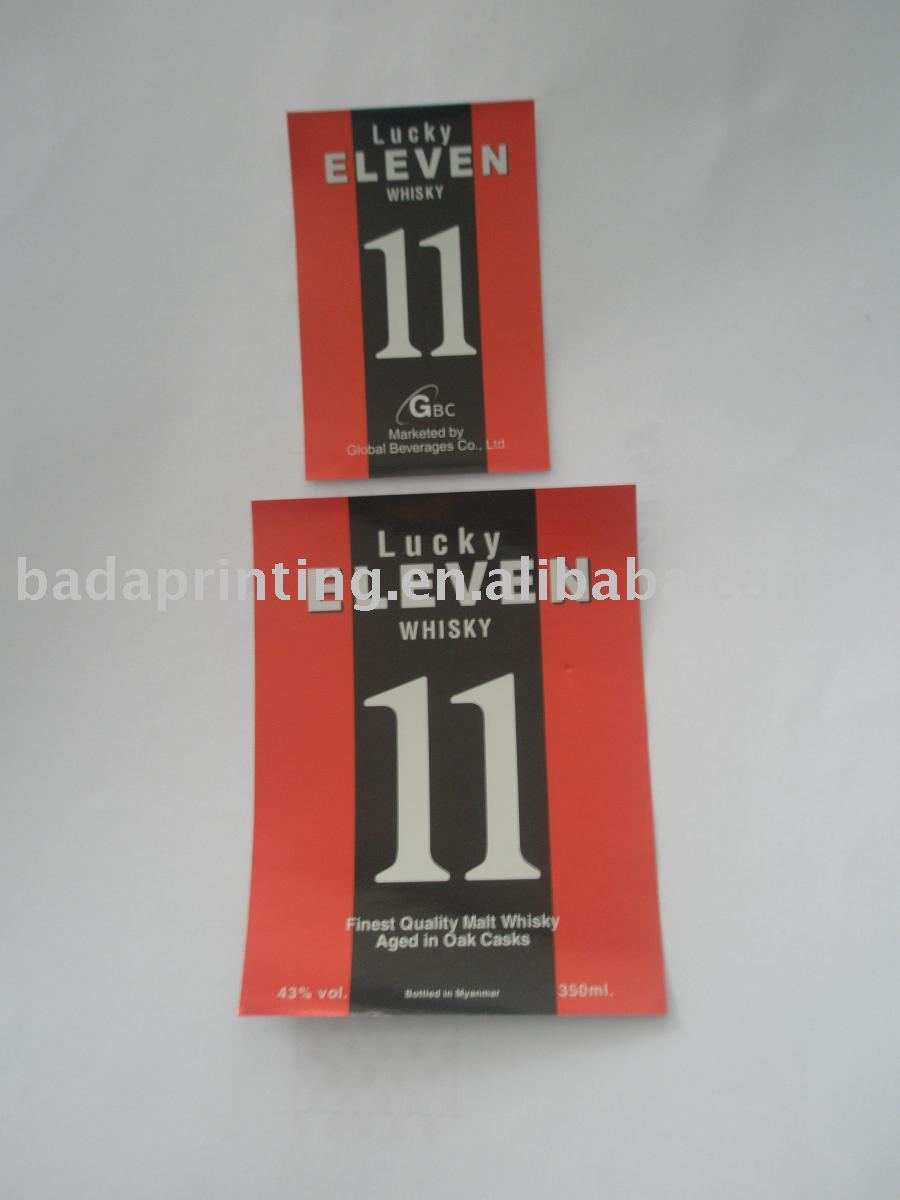 Lucky
ELEVEN
WHISKY
11
GBC
Marketed by
Global Beverages Co., Ltd.
Lucky
ELEVEN
badaprinting.en.alibaba.com
WHISKY
11
Finest Quality Malt Whisky
Aged in Oak Casks
43% vol.
Bottled in Myanmar
350ml.